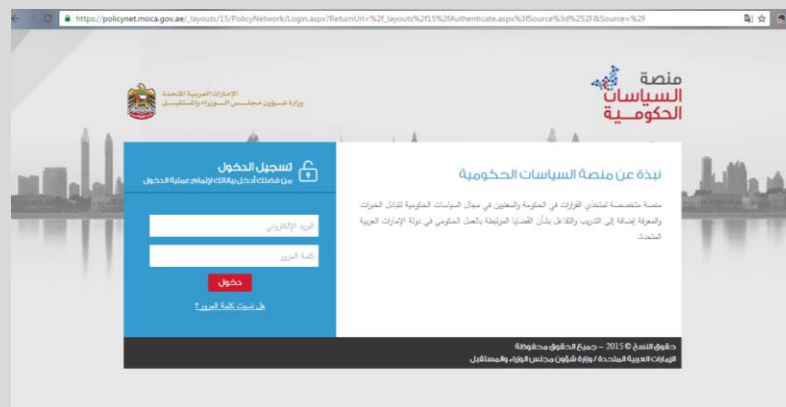 https://policynet.moca.gov.ae/_layouts/15/PolicyNetwork/Login.aspx?ReturnUrl=%2f_layouts%2f15%2fAuthenticate.aspx%3fSource%3d%252F&Source=%2F
منصة
السياسات
الحكومية
الإمارات العربية المتحدة
وزارة شؤون مجلس الوزراء والمستقبل
نبذة عن منصة السياسات الحكومية
منصة متخصصة لمتخذي القرارات في الحكومة والمعنيين في مجال السياسات الحكومية لتبادل الخبرات
والمعرفة إضافة إلى التدريب والتفاعل بشأن القضايا المرتبطة بالعمل الحكومي في دولة الإمارات العربية
المتحدة.
تسجيل الدخول
من فضلك أدخل بياناتك لإتمام عملية الدخول
البريد الإلكتروني
كلمة المرور
دخول
هل نسيت كلمة المرور؟
حقوق النسخ © 2015 – جميع الحقوق محفوظة
الإمارات العربية المتحدة / وزارة شؤون مجلس الوزراء والمستقبل